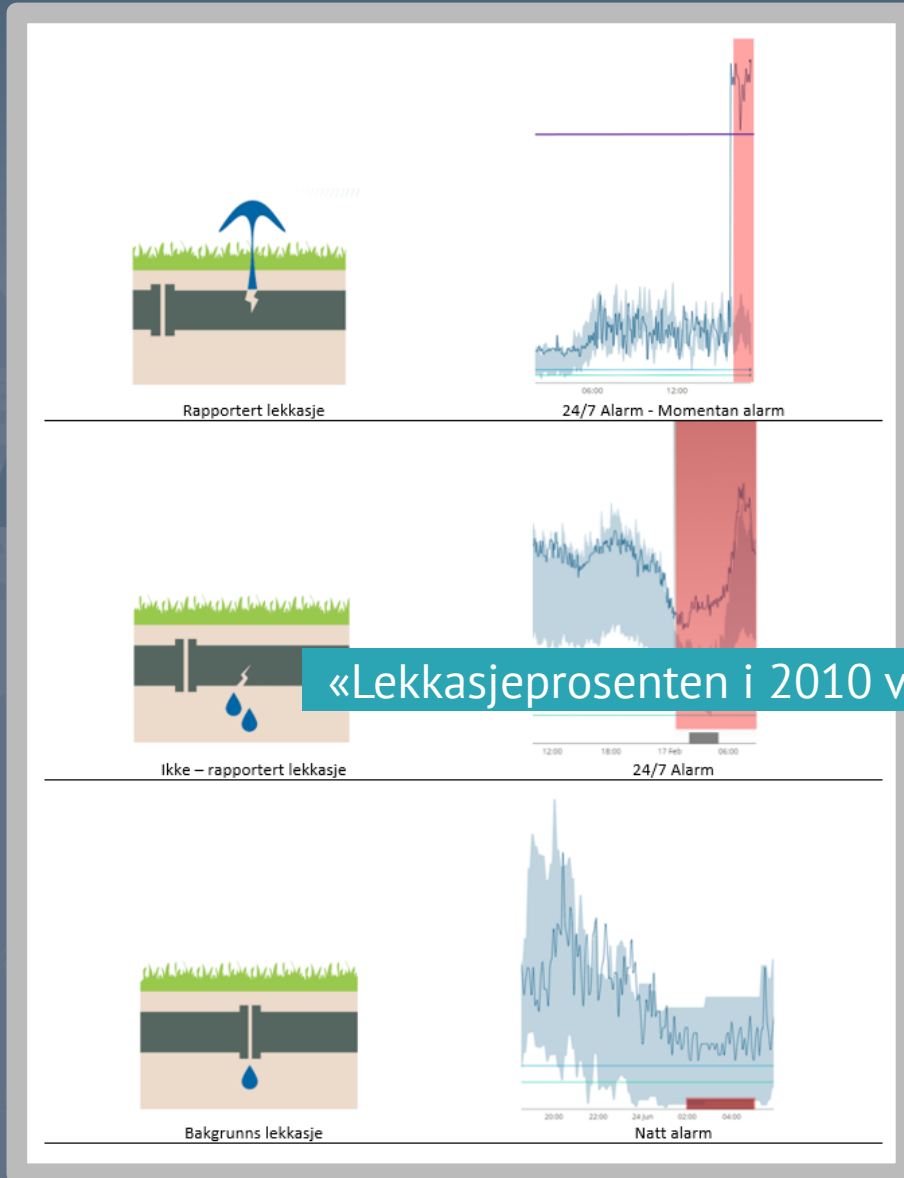 06:00 12:00
Rapportert lekkasje 24/7 Alarm - Momentan alarm
«Lekkasjeprosenten i 2010 v
12:00 18:00 17 Feb 06:00
Ikke – rapportert lekkasje 24/7 Alarm
20:00 22:00 24 Jun 02:00 04:00
Bakgrunns lekkasje Natt alarm